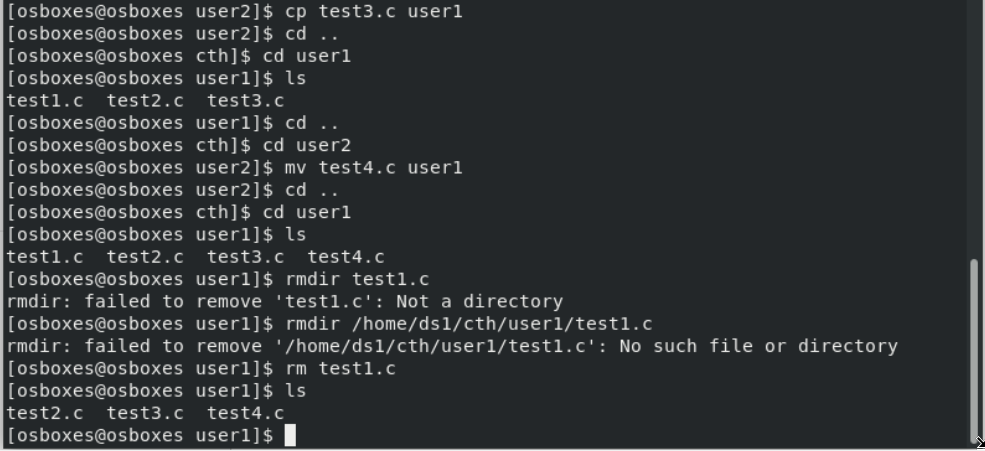 [osboxes@osboxes user2]$ cp test3.c user1
[osboxes@osboxes user2]$ cd ..
[osboxes@osboxes cth]$ cd user1
[osboxes@osboxes user1]$ ls
test1.c  test2.c  test3.c
[osboxes@osboxes user1]$ cd ..
[osboxes@osboxes cth]$ cd user2
[osboxes@osboxes user2]$ mv test4.c user1
[osboxes@osboxes user2]$ cd ..
[osboxes@osboxes cth]$ cd user1
[osboxes@osboxes user1]$ ls
test1.c  test2.c  test3.c  test4.c
[osboxes@osboxes user1]$ rmdir test1.c
rmdir: failed to remove 'test1.c': Not a directory
[osboxes@osboxes user1]$ rmdir /home/ds1/cth/user1/test1.c
rmdir: failed to remove '/home/ds1/cth/user1/test1.c': No such file or directory
[osboxes@osboxes user1]$ rm test1.c
[osboxes@osboxes user1]$ ls
test2.c  test3.c  test4.c
[osboxes@osboxes user1]$